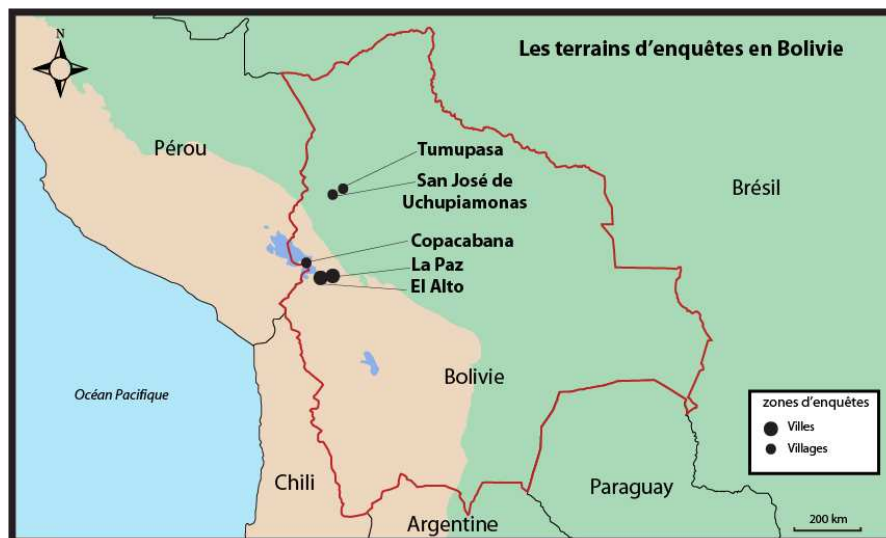 Les terrains d'enquêtes en Bolivie
N
Pérou
Tumupasa
San José de
Uchupiamonas
Brésil
Copacabana
La Paz
El Alto
Bolivie
Océan Pacifique
zones d'enquêtes
Villes
Villages
Chili
Paraguay
Argentine
200 km